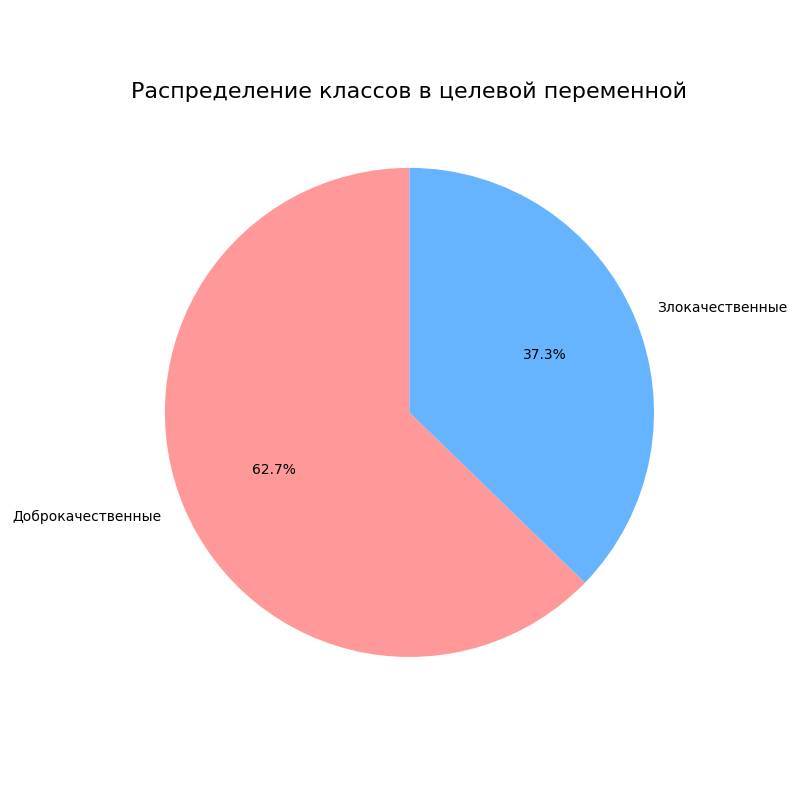 Распределение классов в целевой переменной
Злокачественные
37.3%
62.7%
Доброкачественные